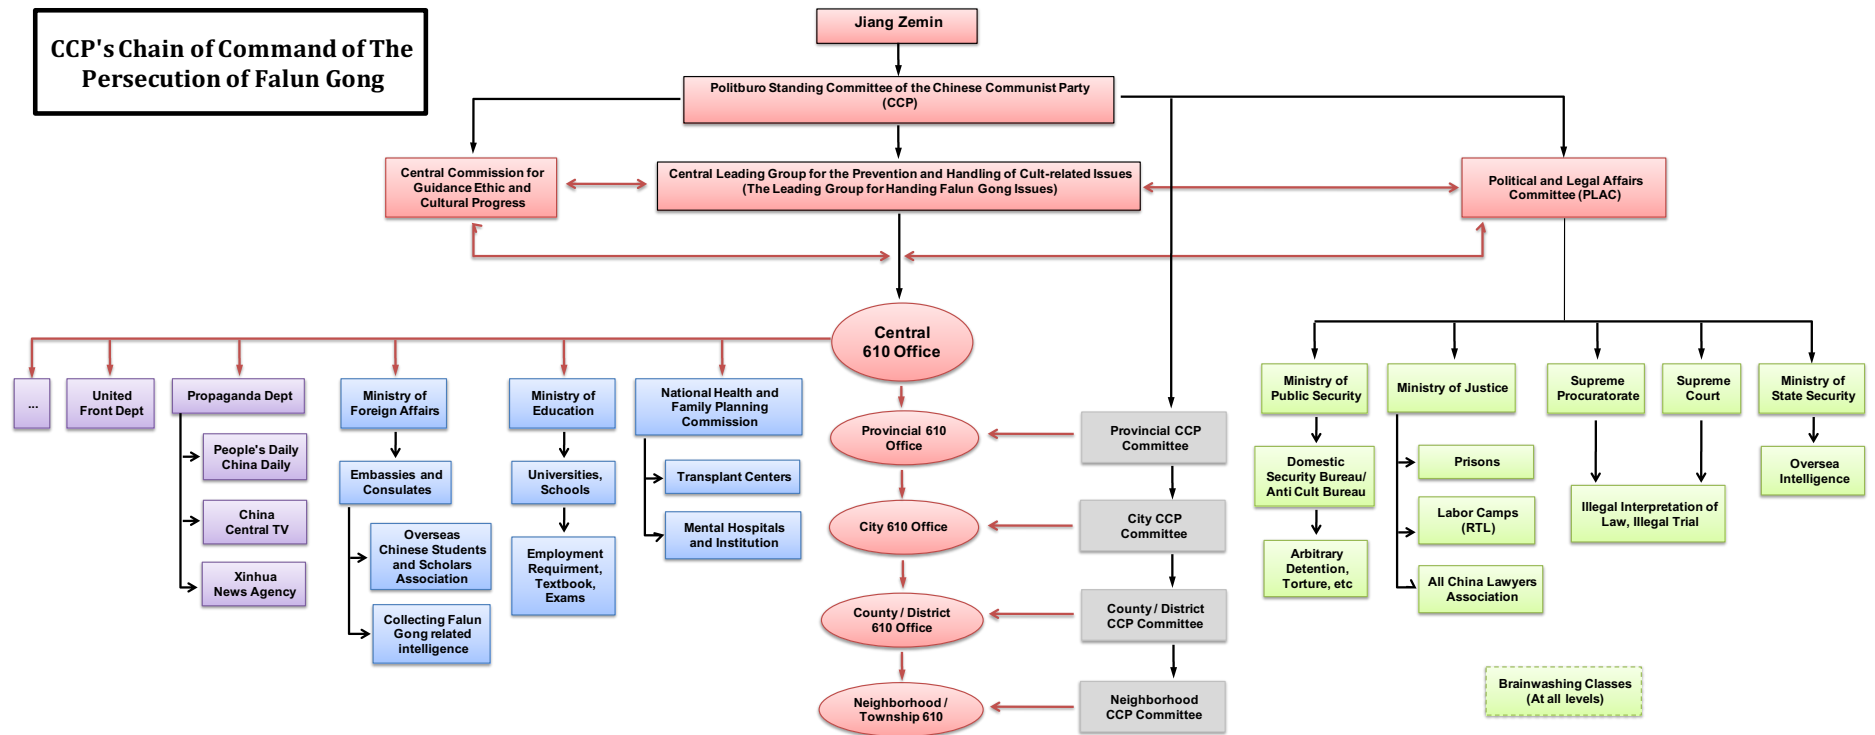 CCP's Chain of Command of The
Persecution of Falun Gong
Jiang Zemin
Politburo Standing Committee of the Chinese Communist Party
(CCP)
Central Commission for
Guidance Ethic and
Cultural Progress
Central Leading Group for the Prevention and Handling of Cult-related Issues
(The Leading Group for Handing Falun Gong Issues)
Political and Legal Affairs
Committee (PLAC)
Central
610 Office
...
United
Front Dept
Propaganda Dept
People's Daily
China Daily
China
Central TV
Xinhua
News Agency
Ministry of
Foreign Affairs
Embassies and
Consulates
Overseas
Chinese Students
and Scholars
Association
Collecting Falun
Gong related
intelligence
Ministry of
Education
Universities,
Schools
Employment
Requirment,
Textbook,
Exams
National Health and
Family Planning
Commission
Transplant Centers
Mental Hospitals
and Institution
Provincial 610
Office
City 610 Office
County / District
610 Office
Neighborhood /
Township 610
Provincial CCP
Committee
City CCP
Committee
County / District
CCP Committee
Neighborhood
CCP Committee
Ministry of
Public Security
Domestic
Security Bureau/
Anti Cult Bureau
Arbitrary
Detention,
Torture, etc
Ministry of Justice
Prisons
Labor Camps
(RTL)
All China Lawyers
Association
Supreme
Procuratorate
Supreme
Court
Illegal Interpretation of
Law, Illegal Trial
Ministry of
State Security
Oversea
Intelligence
Brainwashing Classes
(At all levels)